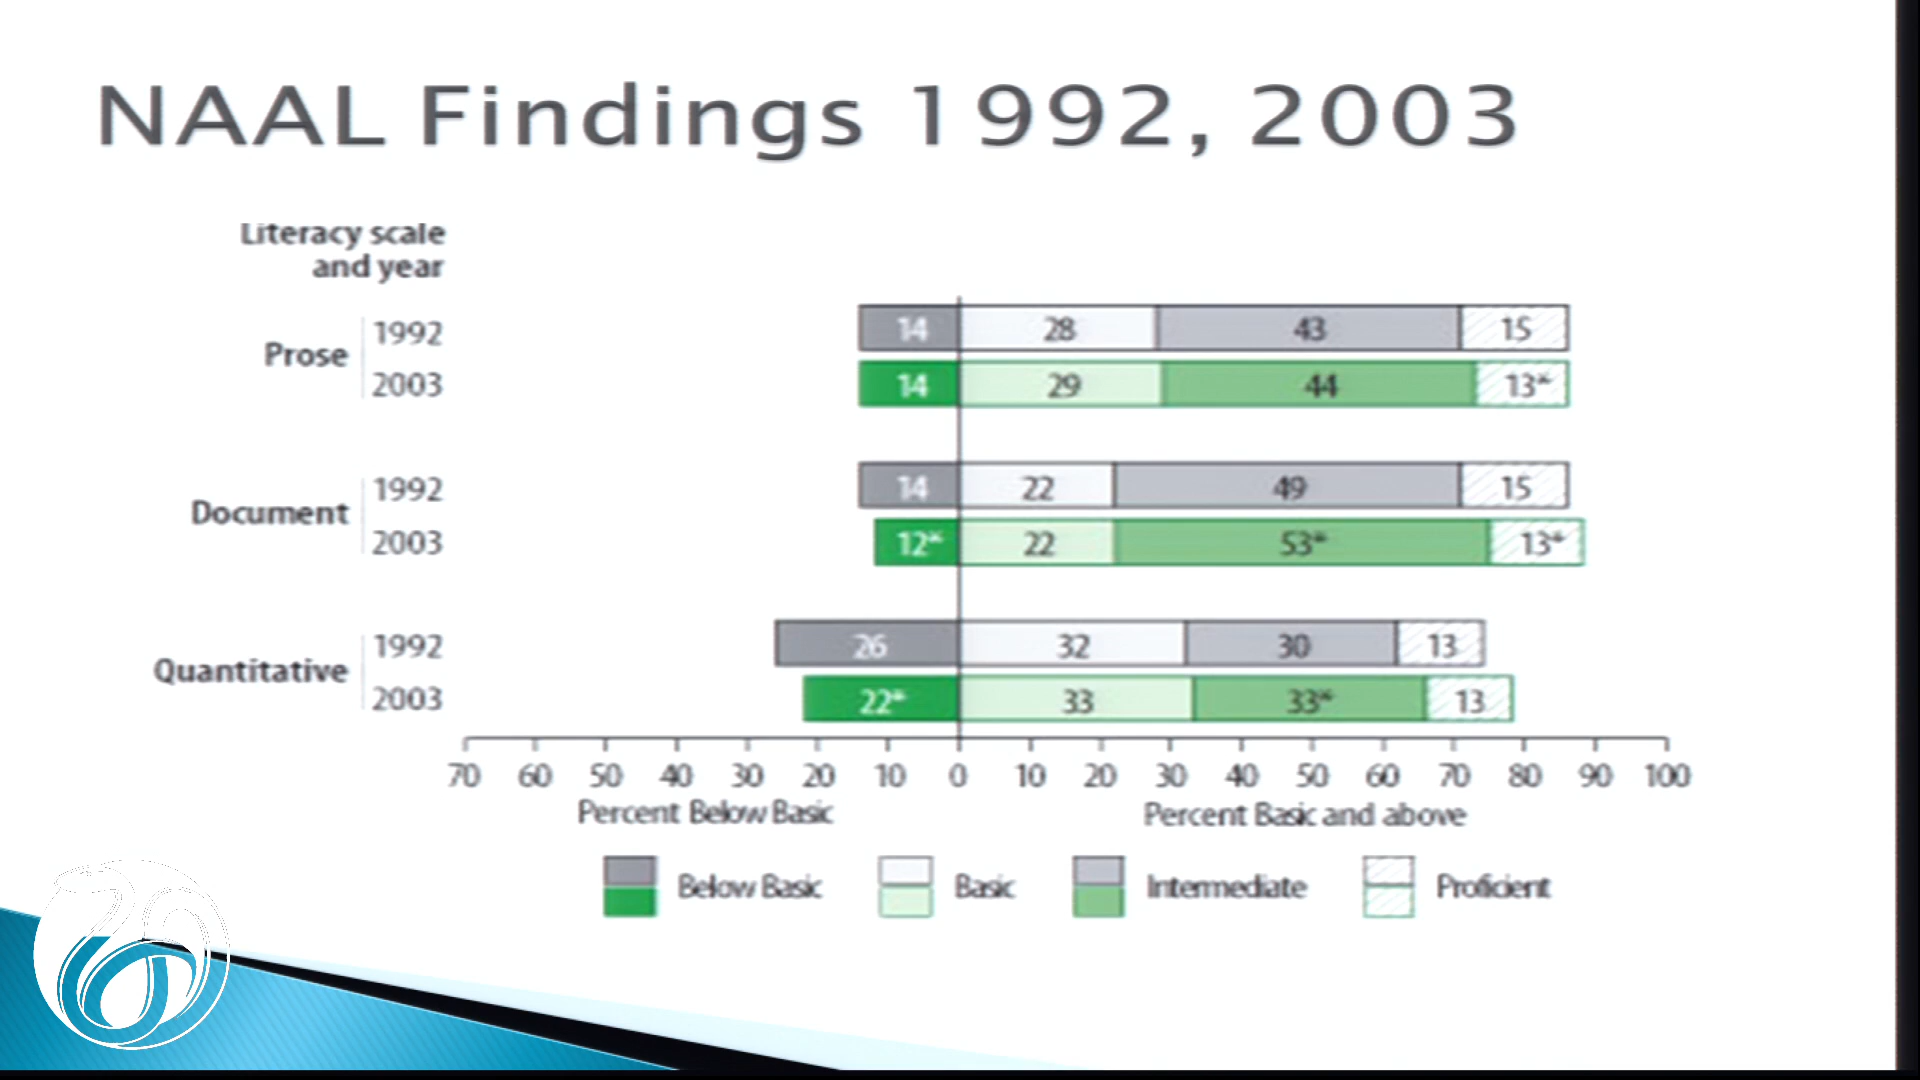 NAAL Findings 1992, 2003
Literacy scale
and year
Prose
1992
14 28 43 15
2003
14 29 44 13*
Document
1992
14 22 49 15
2003
12* 22 53* 13*
Quantitative
1992
26 32 30 13
2003
22* 33 33* 13
70 60 50 40 30 20 10 0 10 20 30 40 50 60 70 80 90 100
Percent Below Basic Percent Basic and above
Below Basic Basic Intermediate Proficient